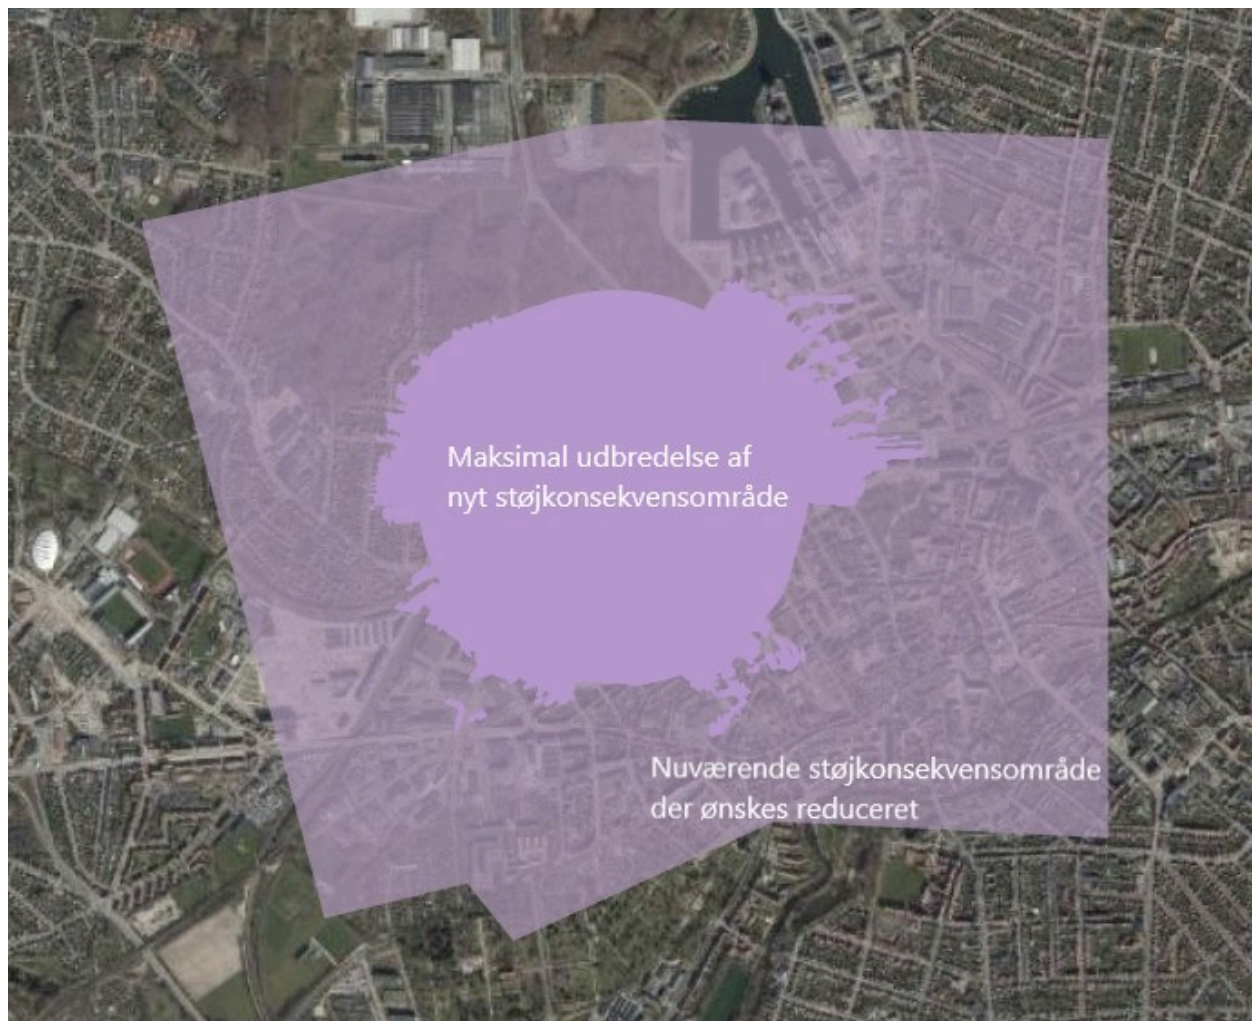 Maksimal udbredelse af
nyt støjkonsekvensområde
Nuværende støjkonsekvensområde
der ønskes reduceret